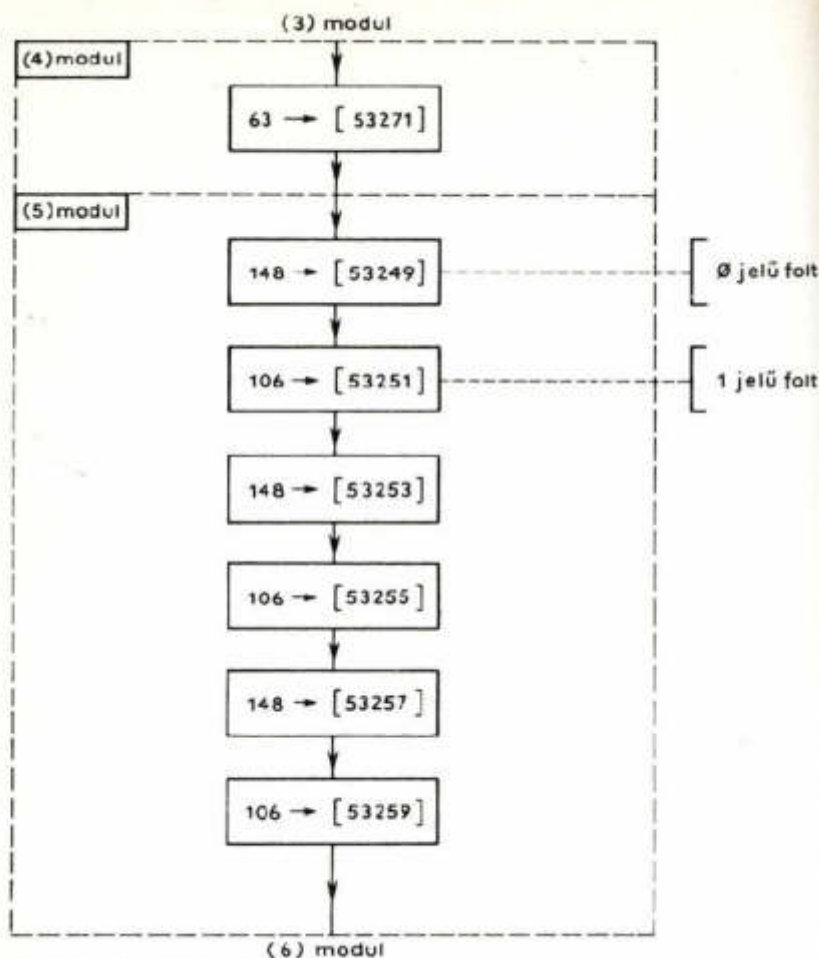 (3) modul
(4) modul
63 → [53271]
(5) modul
148 → [53249]
Ø jelű folt
106 → [53251]
1 jelű folt
148 → [53253]
106 → [53255]
148 → [53257]
106 → [53259]
(6) modul